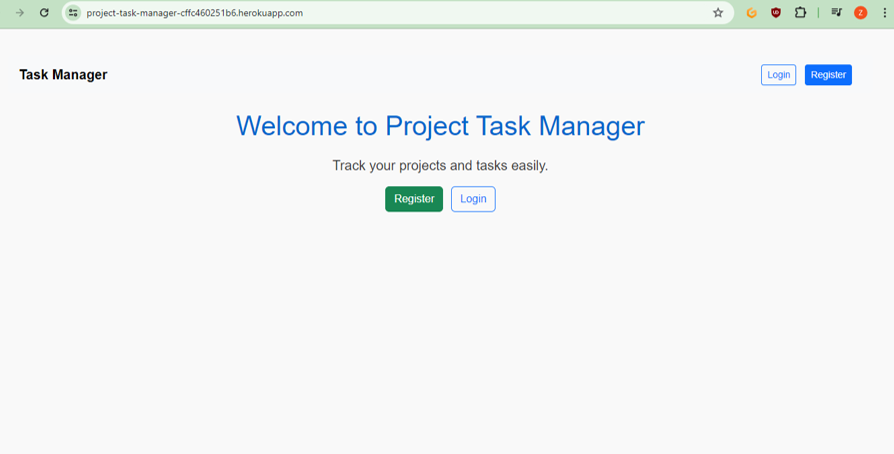 project-task-manager-cffc460251b6.herokuapp.com
Z
Task Manager
Login
Register
Welcome to Project Task Manager
Track your projects and tasks easily.
Register
Login